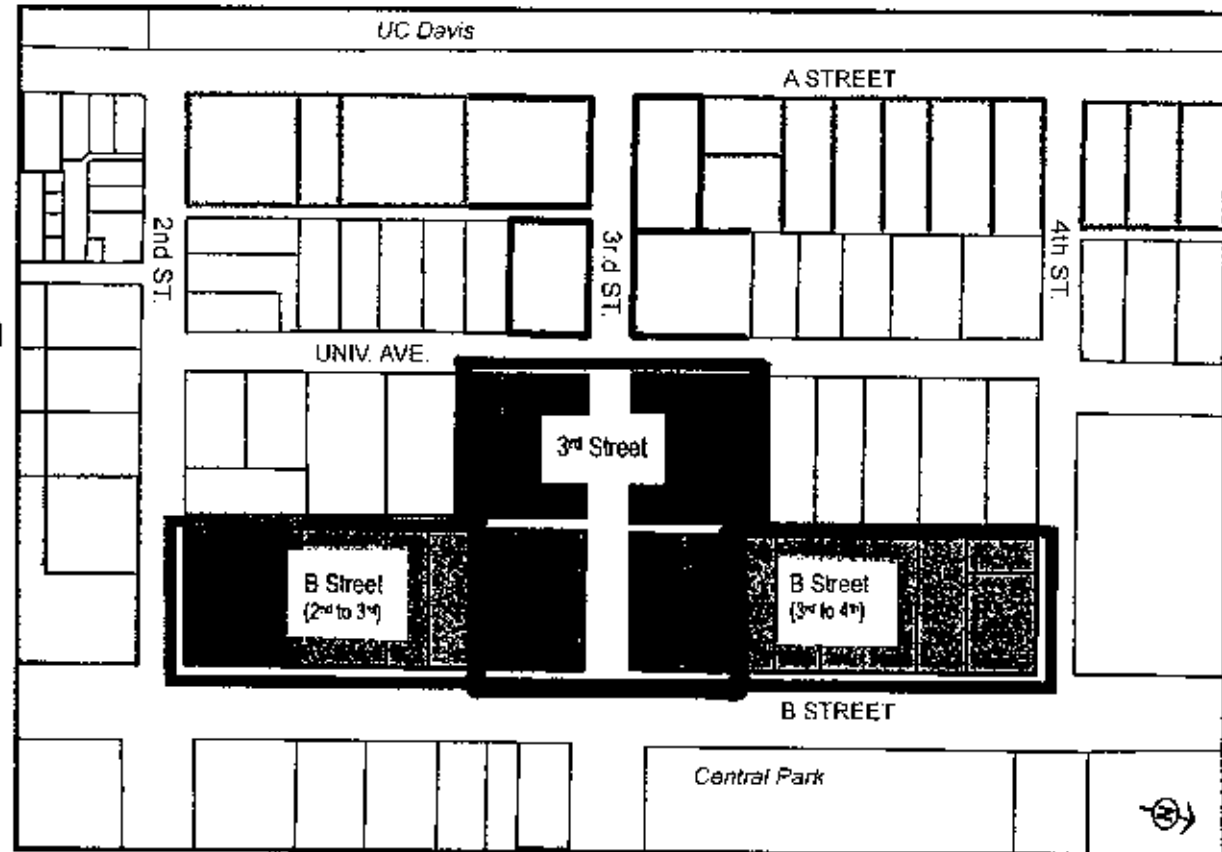 UC Davis
A STREET
2nd ST.
3rd ST.
4th ST.
UNIV. AVE.
3rd Street
B Street
(2nd to 3rd)
B Street
(3rd to 4th)
B STREET
Central Park
N